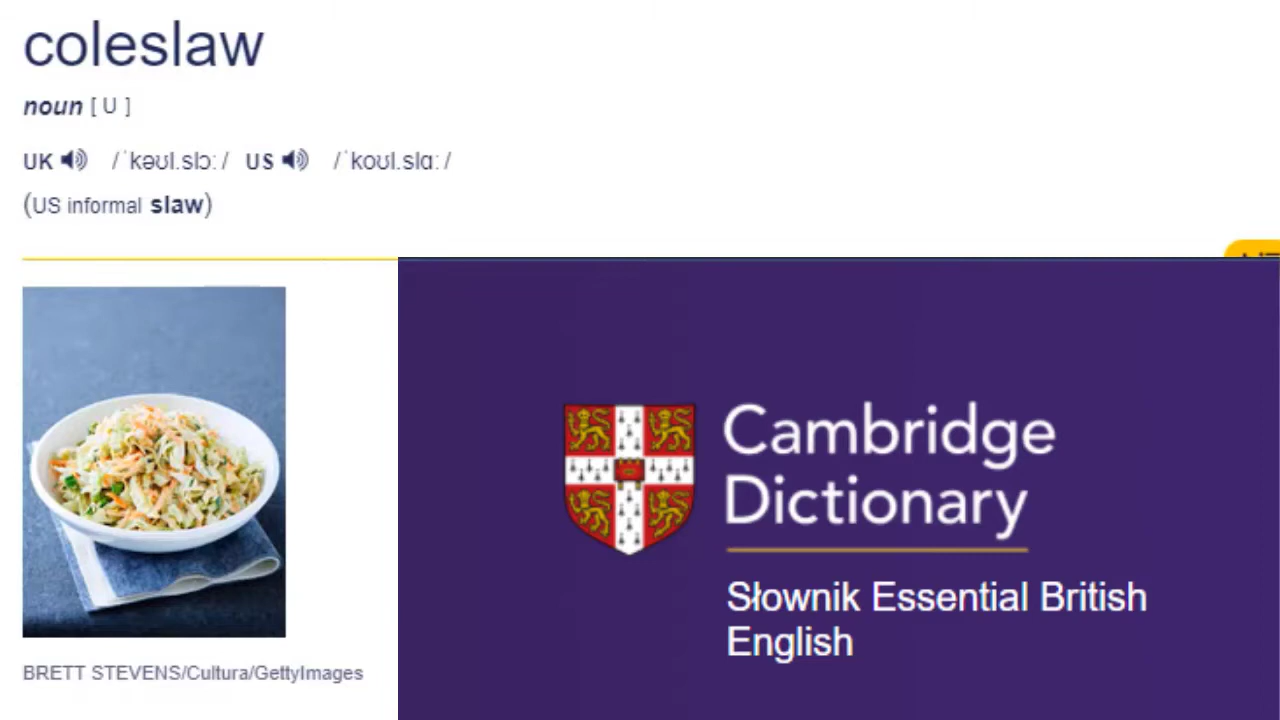 coleslaw
noun [ U ]
UK /ˈkəʊl.slɔː/ US /ˈkoʊl.slɑː/
(US informal slaw)
Cambridge
Dictionary
Słownik Essential British
English
BRETT STEVENS/Cultura/GettyImages